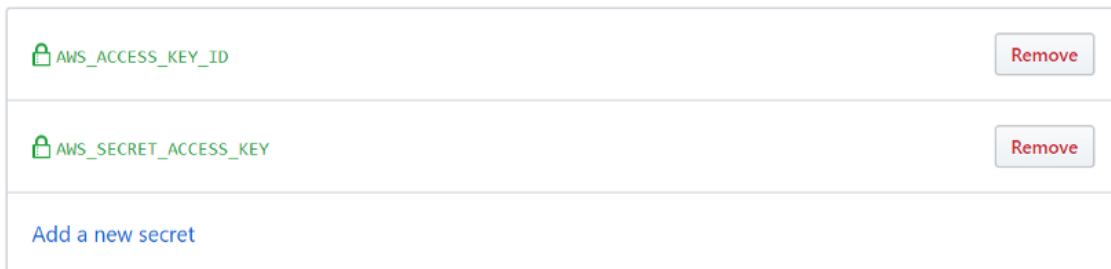 AWS_ACCESS_KEY_ID Remove
AWS_SECRET_ACCESS_KEY Remove
Add a new secret